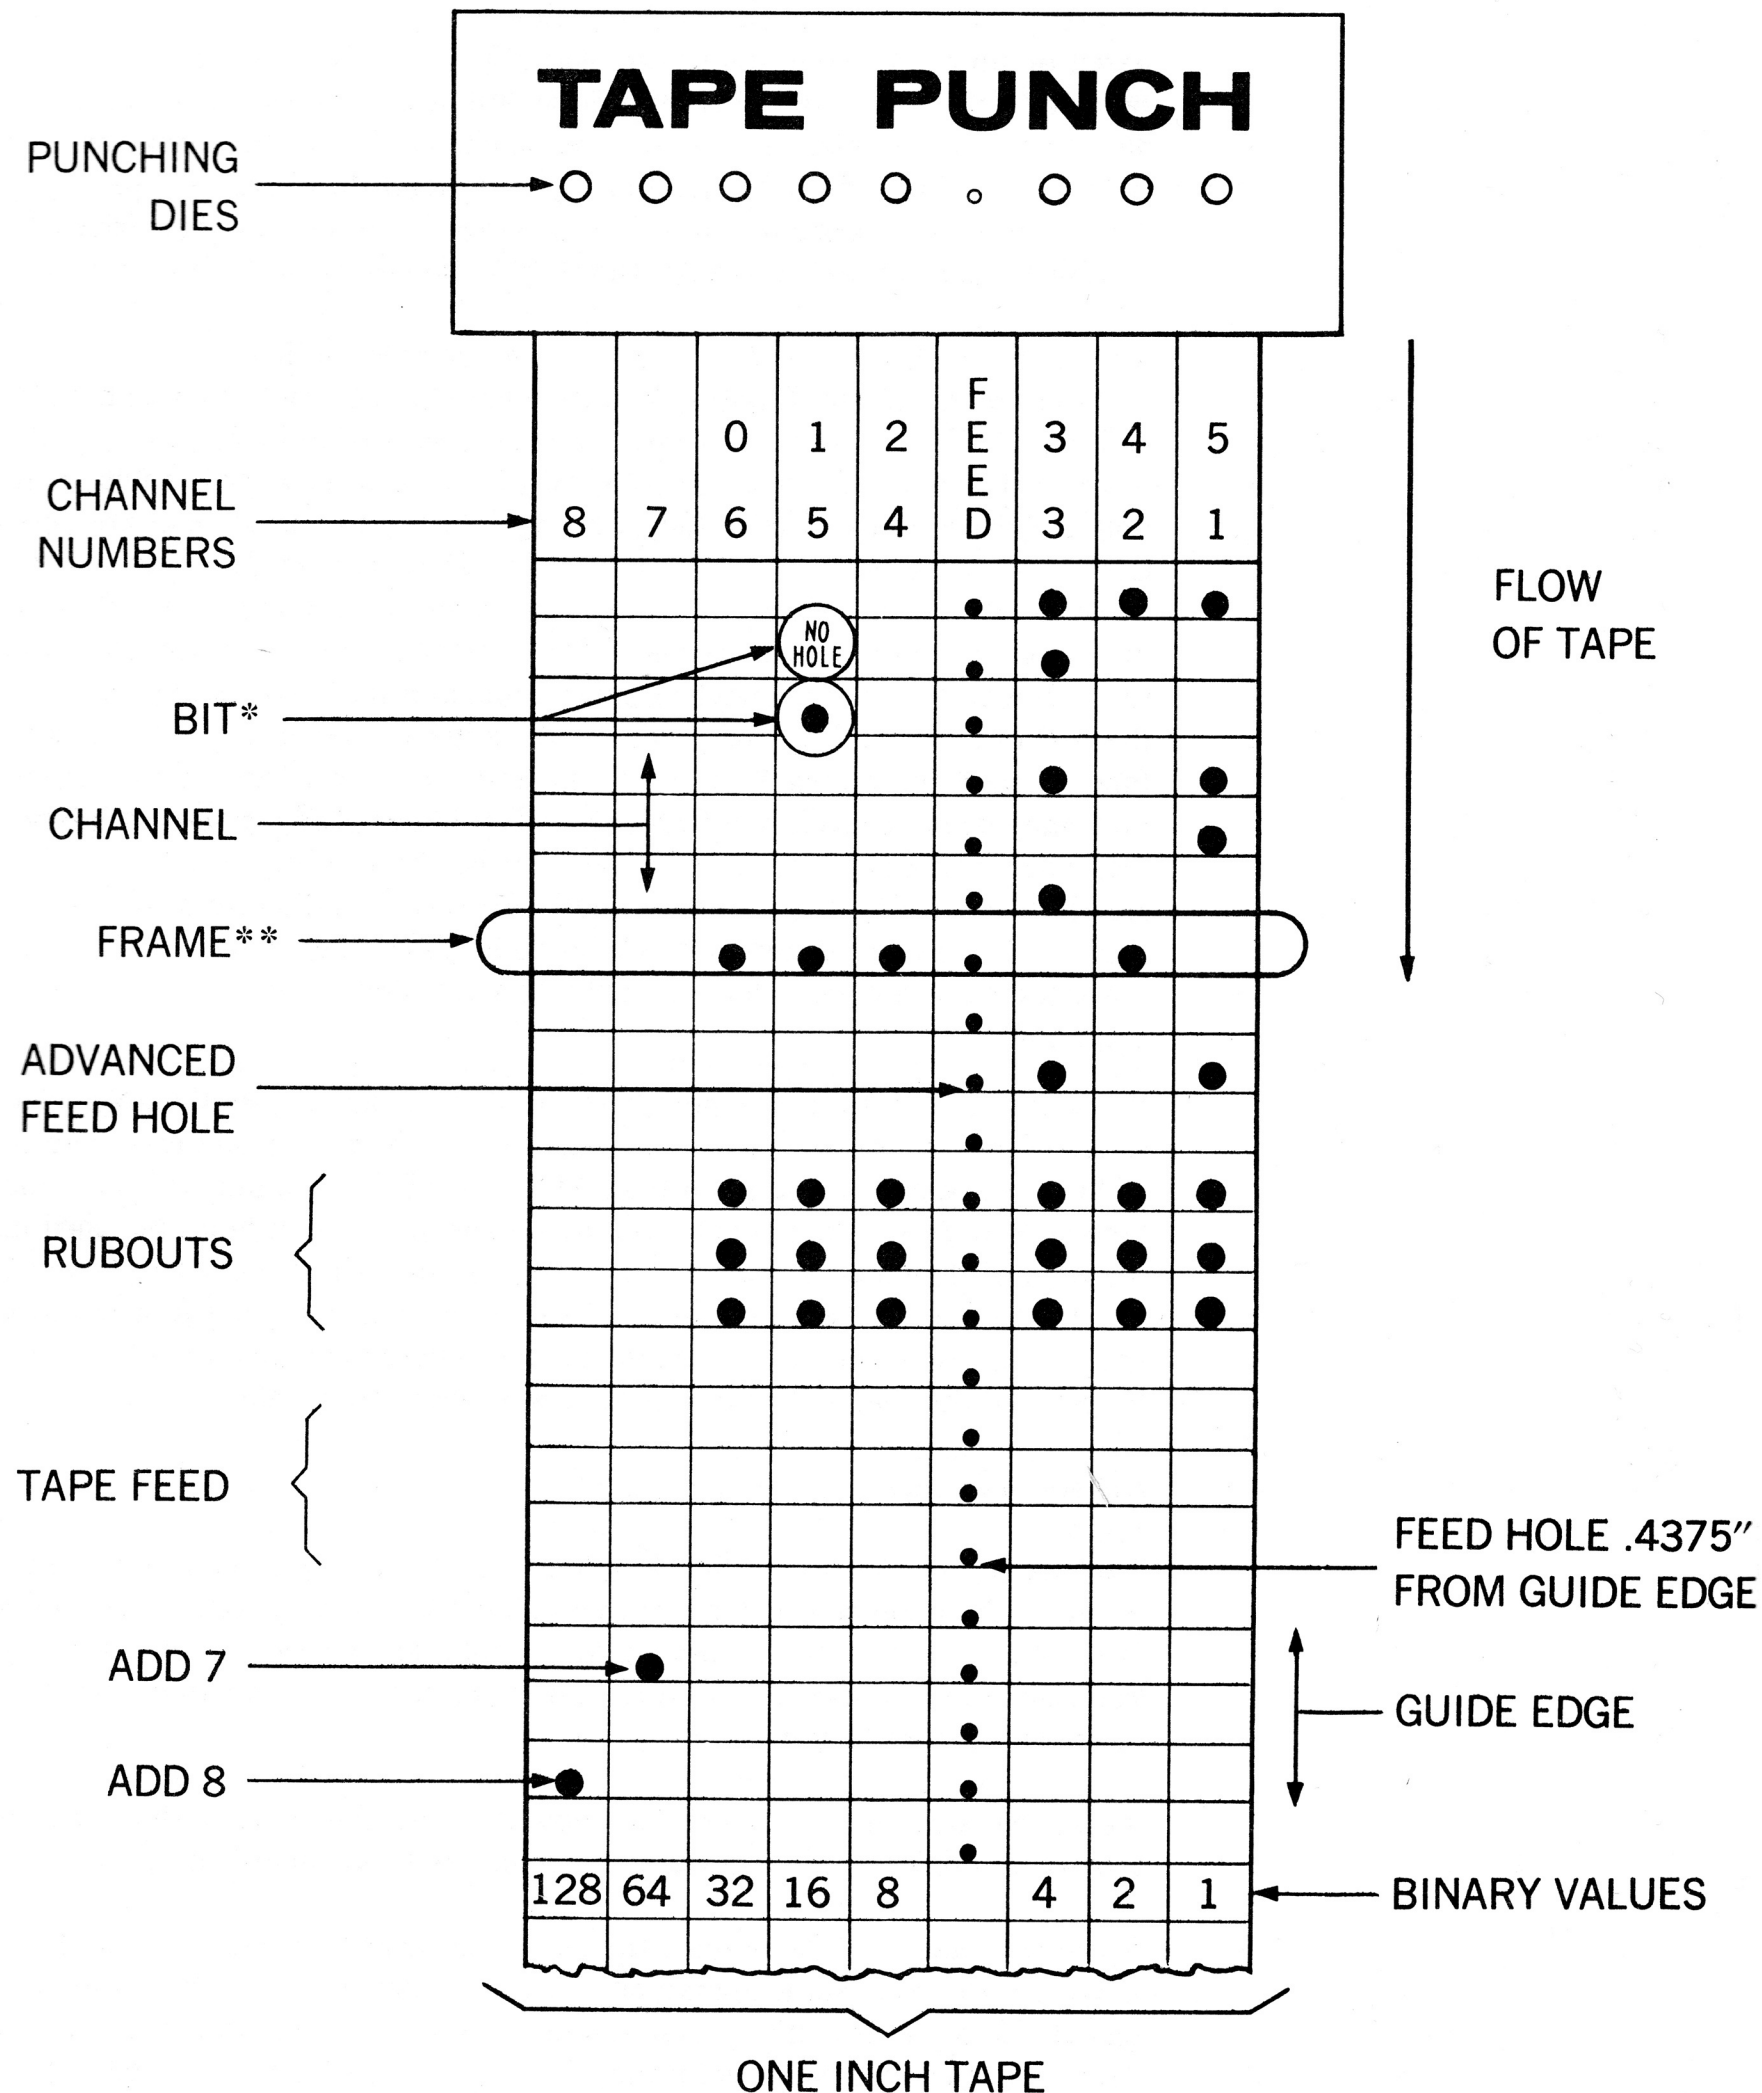 TAPE PUNCH
PUNCHING
DIES
F
E
E
D
0 1 2 3 4 5
CHANNEL
NUMBERS
8 7 6 5 4 3 2 1
FLOW
OF TAPE
NO
HOLE
BIT*
CHANNEL
FRAME**
ADVANCED
FEED HOLE
RUBOUTS
TAPE FEED
FEED HOLE .4375″
FROM GUIDE EDGE
ADD 7
GUIDE EDGE
ADD 8
128 64 32 16 8 4 2 1
BINARY VALUES
ONE INCH TAPE